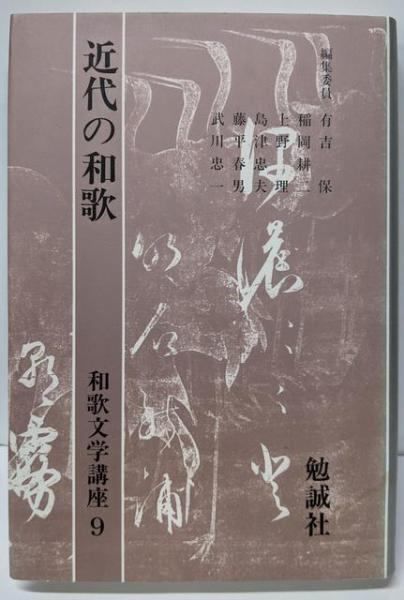 編集委員
有吉 保
稲岡耕二
上野 理
島津忠夫
藤平春男
武川忠一
近代の和歌
和歌文学講座 9
勉誠社
霧